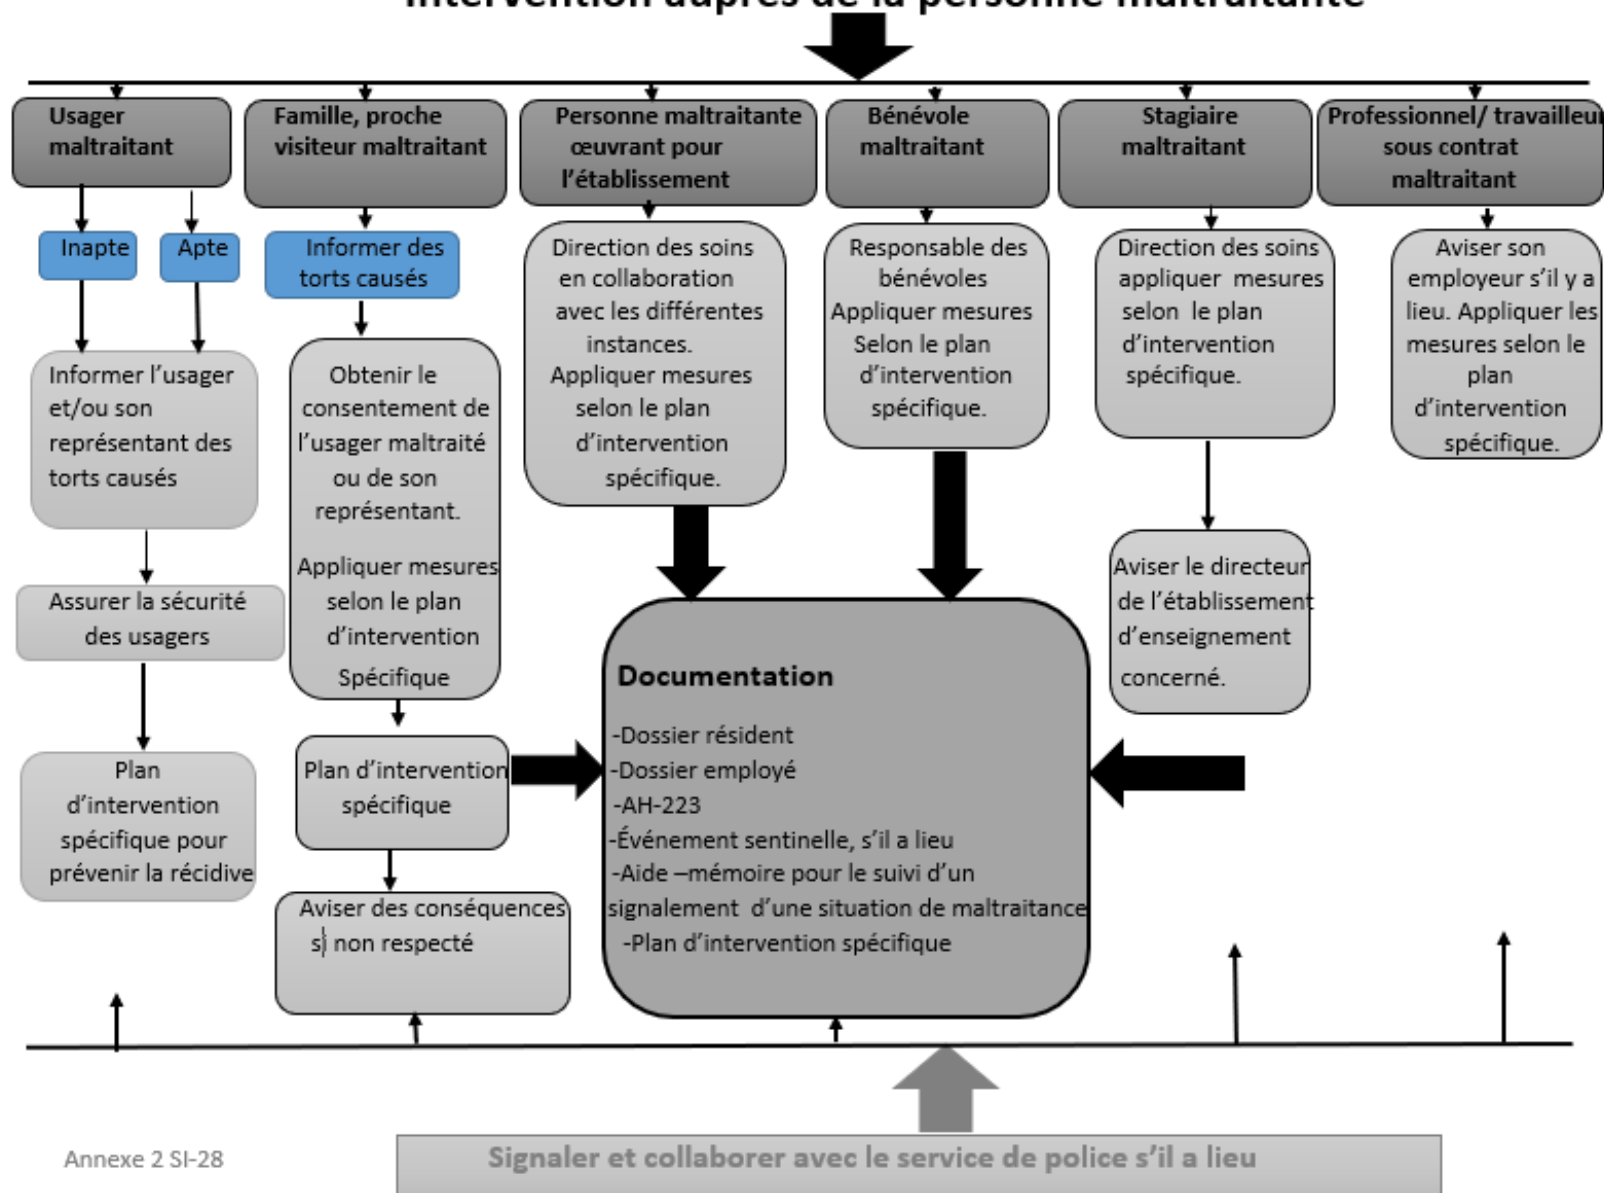 Intervention auprès de la personne maltraitante
Usager
maltraitant
Famille, proche
visiteur maltraitant
Personne maltraitante
œuvrant pour
l’établissement
Bénévole
maltraitant
Stagiaire
maltraitant
Professionnel/ travailleur
sous contrat
maltraitant
Inapte
Apte
Informer l’usager
et/ou son
représentant des
torts causés
Assurer la sécurité
des usagers
Plan
d’intervention
spécifique pour
prévenir la récidive
Informer des
torts causés
Obtenir le
consentement de
l’usager maltraité
ou de son
représentant.
Appliquer mesures
selon le plan
d’intervention
Spécifique
Plan d’intervention
spécifique
Aviser des conséquences
si non respecté
Direction des soins
en collaboration
avec les différentes
instances.
Appliquer mesures
selon le plan
d’intervention
spécifique.
Responsable des
bénévoles
Appliquer mesures
Selon le plan
d’intervention
spécifique.
Direction des soins
appliquer  mesures
selon  le plan
d’intervention
spécifique.
Aviser le directeur
de l’établissement
d’enseignement
concerné.
Aviser son
employeur s’il y a
lieu. Appliquer les
mesures selon le
plan
d’intervention
spécifique.
Documentation
-Dossier résident
-Dossier employé
-AH-223
-Événement sentinelle, s’il a lieu
-Aide –mémoire pour le suivi d’un
signalement  d’une situation de maltraitance
-Plan d’intervention spécifique
Annexe 2 SI-28
Signaler et collaborer avec le service de police s’il a lieu